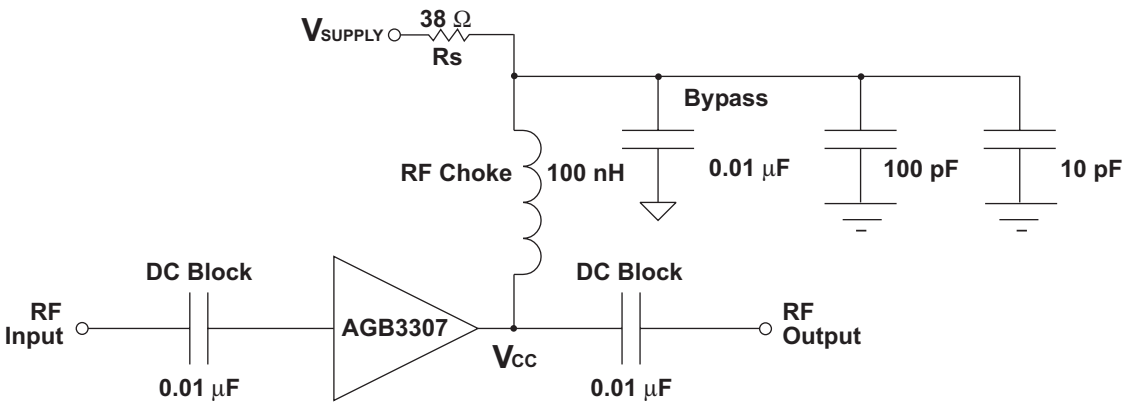 38 Ω
VSUPPLY
Rs
Bypass
RF Choke
100 nH
0.01 μF
100 pF
10 pF
DC Block
DC Block
RF
Input
AGB3307
RF
Output
VCC
0.01 μF
0.01 μF